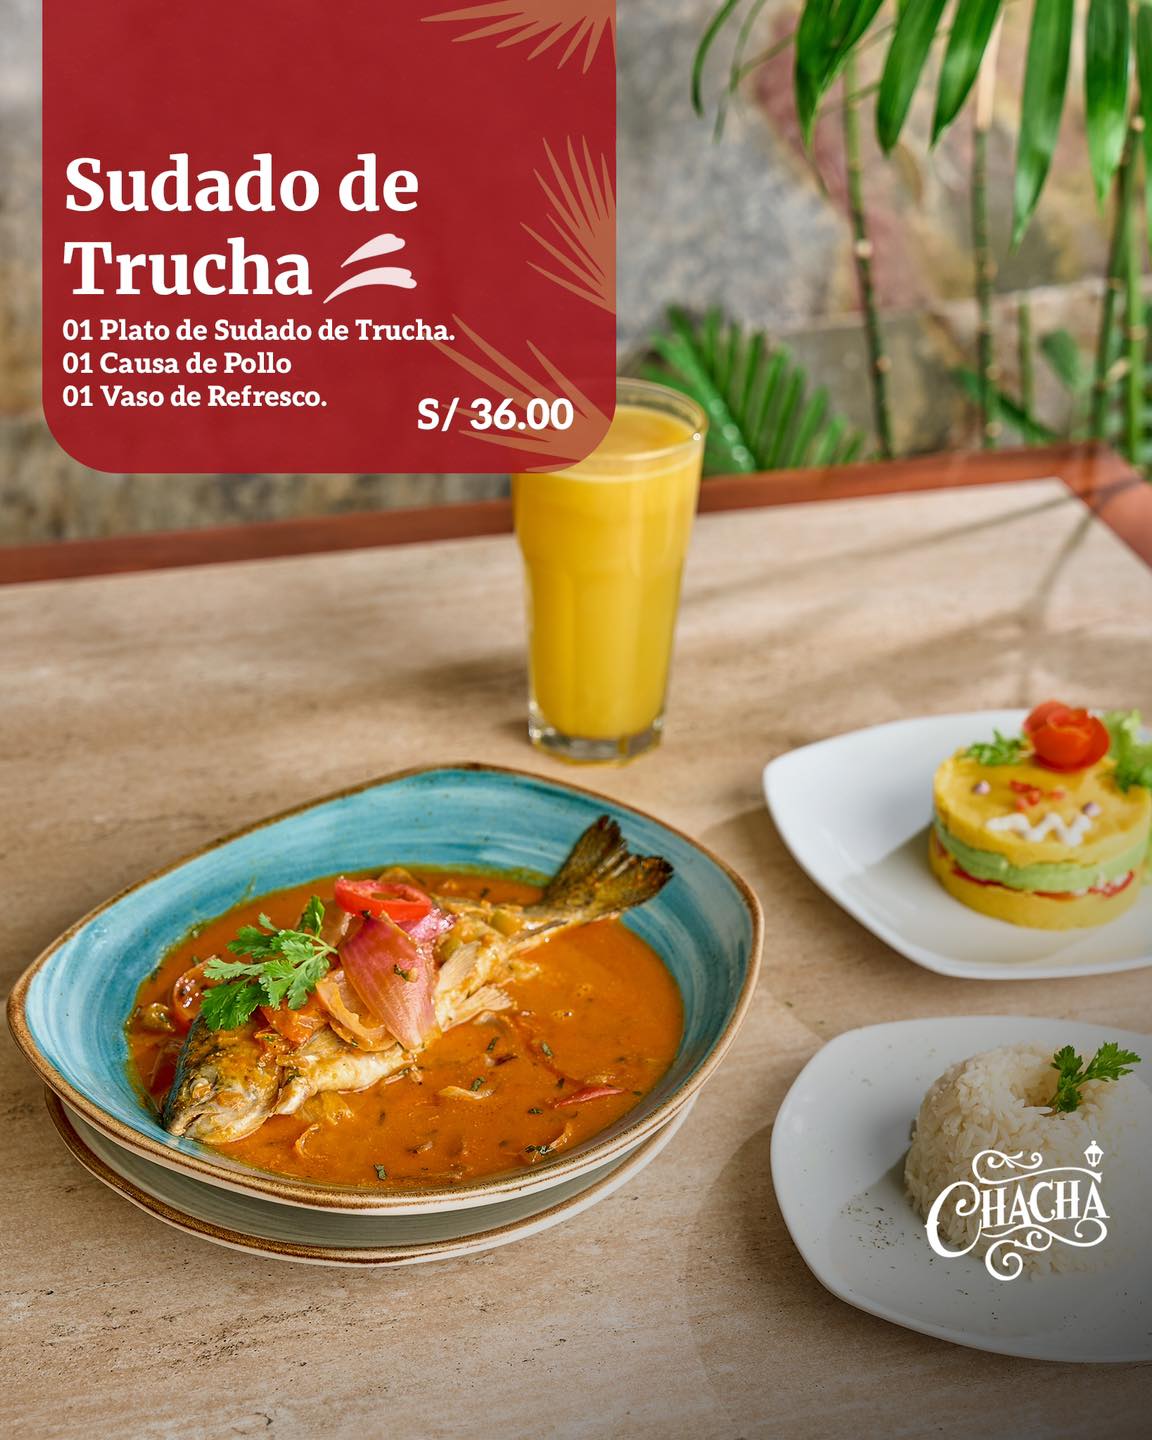 Sudado de
Trucha
01 Plato de Sudado de Trucha.
01 Causa de Pollo
01 Vaso de Refresco.
S/ 36.00
CHACHA